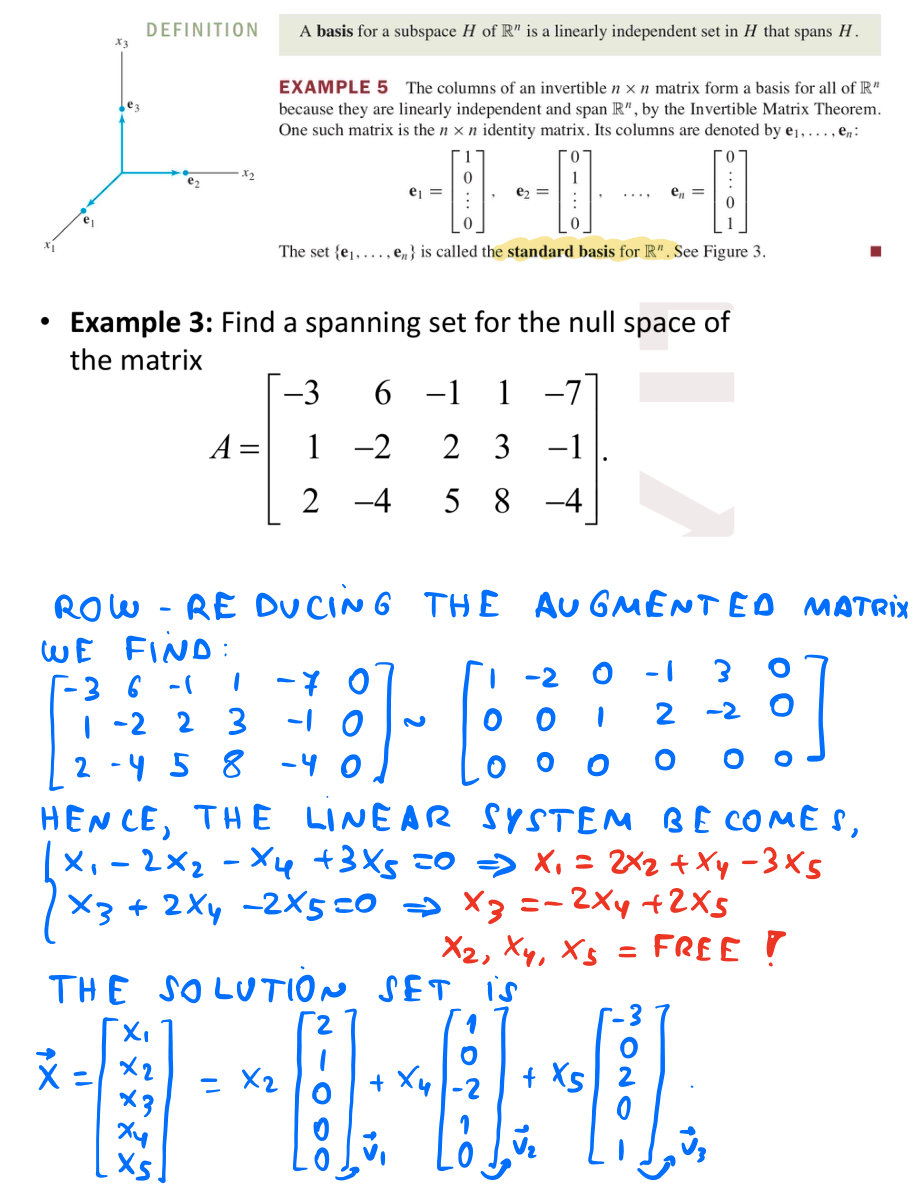 DEFINITION
A basis for a subspace H of ℝⁿ is a linearly independent set in H that spans H.
x₃
e₃
x₂
e₂
e₁
x₁
EXAMPLE 5 The columns of an invertible n × n matrix form a basis for all of ℝⁿ
because they are linearly independent and span ℝⁿ, by the Invertible Matrix Theorem.
One such matrix is the n × n identity matrix. Its columns are denoted by e₁, . . . , eₙ:
e₁ = [1 0 ⋮ 0], e₂ = [0 1 ⋮ 0], . . . , eₙ = [0 ⋮ 0 1]
The set {e₁, . . . , eₙ} is called the standard basis for ℝⁿ. See Figure 3.
• Example 3: Find a spanning set for the null space of
the matrix
−3 6 −1 1 −7
A = 1 −2 2 3 −1 .
2 −4 5 8 −4
ROW-REDUCING THE AUGMENTED MATRIX
WE FIND:
-3 6 -1 1 -7 0 1 -2 0 -1 3 0
1 -2 2 3 -1 0 ~ 0 0 1 2 -2 0
2 -4 5 8 -4 0 0 0 0 0 0 0
HENCE, THE LINEAR SYSTEM BECOMES,
x₁ - 2x₂ - x₄ + 3x₅ = 0 ⇒ x₁ = 2x₂ + x₄ - 3x₅
x₃ + 2x₄ - 2x₅ = 0 ⇒ x₃ = -2x₄ + 2x₅
x₂, x₄, x₅ = FREE !
THE SOLUTION SET IS
x₁ 2 1 -3
x₂ 1 0 0
x⃗ = x₃ = x₂ 0 + x₄ -2 + x₅ 2 .
x₄ 0 1 0
x₅ 0 v⃗₁ 0 v⃗₂ 1 v⃗₃